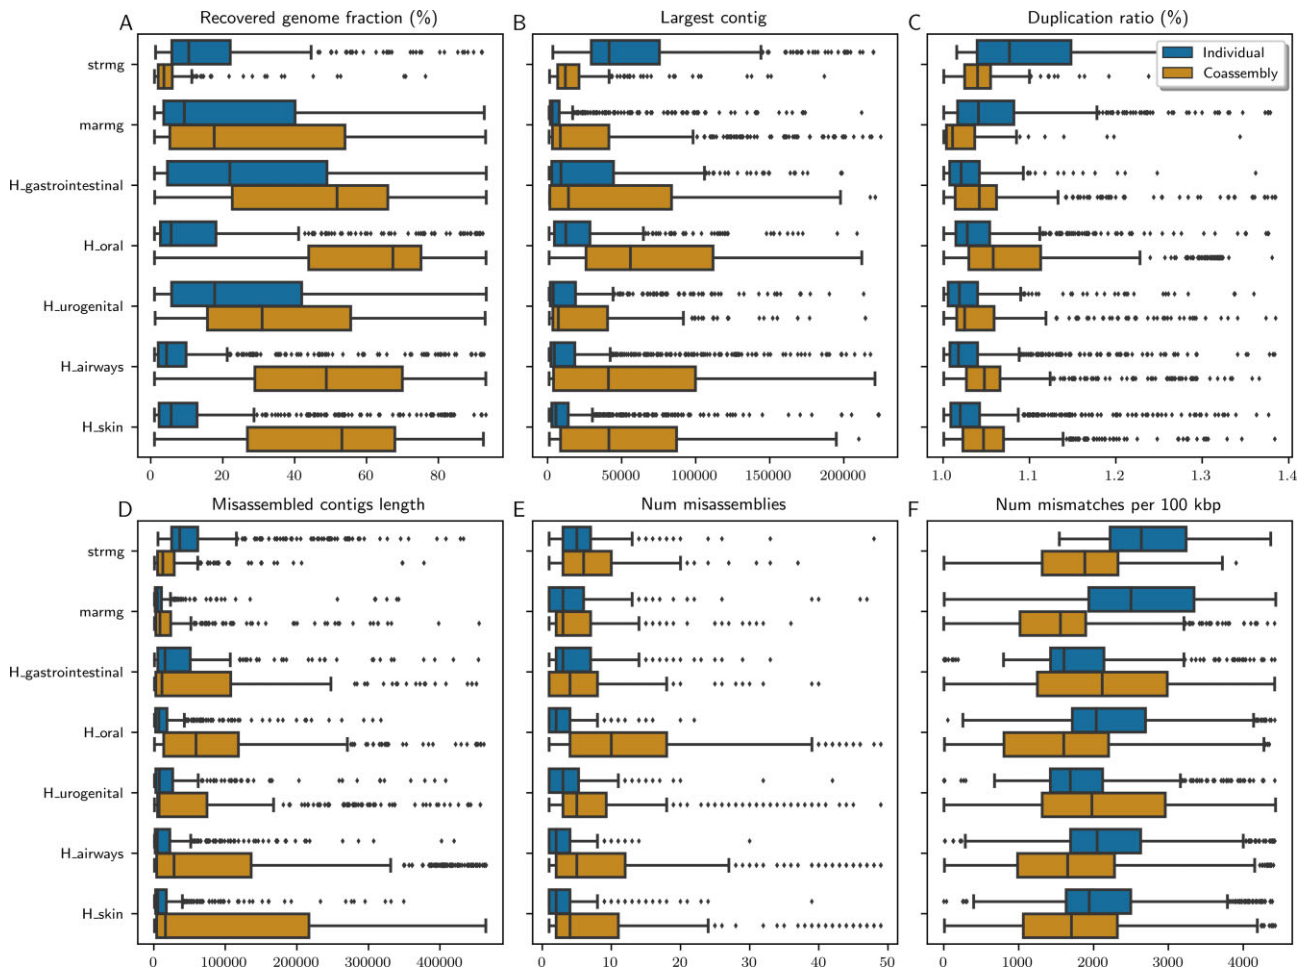 A Recovered genome fraction (%)
B Largest contig
C Duplication ratio (%)
Individual
Coassembly
strmg
marmg
H_gastrointestinal
H_oral
H_urogenital
H_airways
H_skin
0 20 40 60 80
0 50000 100000 150000 200000
1.0 1.1 1.2 1.3 1.4
D Misassembled contigs length
E Num misassemblies
F Num mismatches per 100 kbp
strmg
marmg
H_gastrointestinal
H_oral
H_urogenital
H_airways
H_skin
0 100000 200000 300000 400000
0 10 20 30 40 50
0 1000 2000 3000 4000